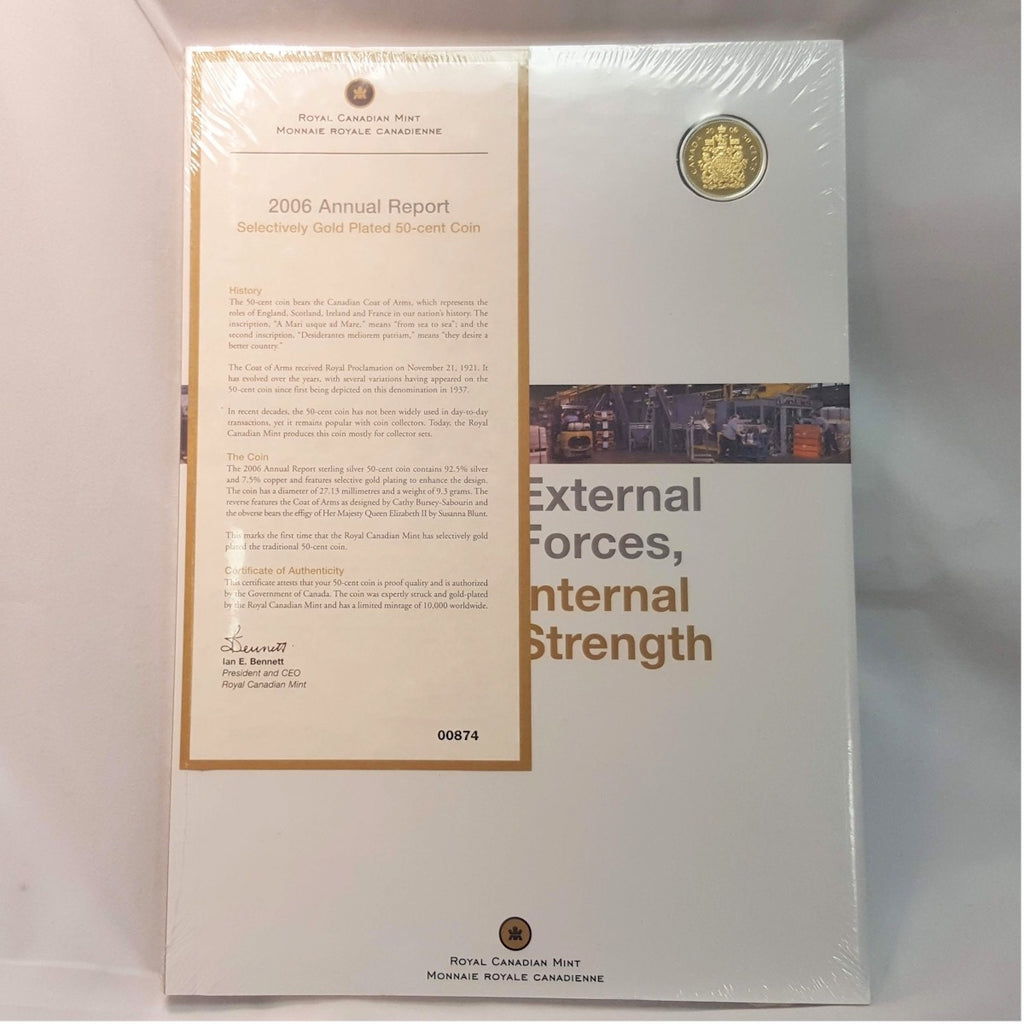 ROYAL CANADIAN MINT
MONNAIE ROYALE CANADIENNE
2006 Annual Report
Selectively Gold Plated 50-cent Coin
History
The 50-cent coin bears the Canadian Coat of Arms, which represents the
roles of England, Scotland, Ireland and France in our nation's history. The
inscription, "A Mari usque ad Mare," means "from sea to sea"; and the
second inscription, "Desiderantes meliorem patriam," means "they desire a
better country."
The Coat of Arms received Royal Proclamation on November 21, 1921. It
has evolved over the years, with several variations having appeared on the
50-cent coin since first being depicted on this denomination in 1937.
In recent decades, the 50-cent coin has not been widely used in day-to-day
transactions, yet it remains popular with coin collectors. Today, the Royal
Canadian Mint produces this coin mostly for collector sets.
The Coin
The 2006 Annual Report sterling silver 50-cent coin contains 92.5% silver
and 7.5% copper and features selective gold plating to enhance the design.
The coin has a diameter of 27.13 millimetres and a weight of 9.3 grams. The
reverse features the Coat of Arms as designed by Cathy Bursey-Sabourin and
the obverse bears the effigy of Her Majesty Queen Elizabeth II by Susanna Blunt.
This marks the first time that the Royal Canadian Mint has selectively gold
plated the traditional 50-cent coin.
Certificate of Authenticity
This certificate attests that your 50-cent coin is proof quality and is authorized
by the Government of Canada. The coin was expertly struck and gold-plated
by the Royal Canadian Mint and has a limited mintage of 10,000 worldwide.
Bennett
Ian E. Bennett
President and CEO
Royal Canadian Mint
00874
CANADA 2006 50 CENTS
External
Forces,
Internal
Strength
ROYAL CANADIAN MINT
MONNAIE ROYALE CANADIENNE